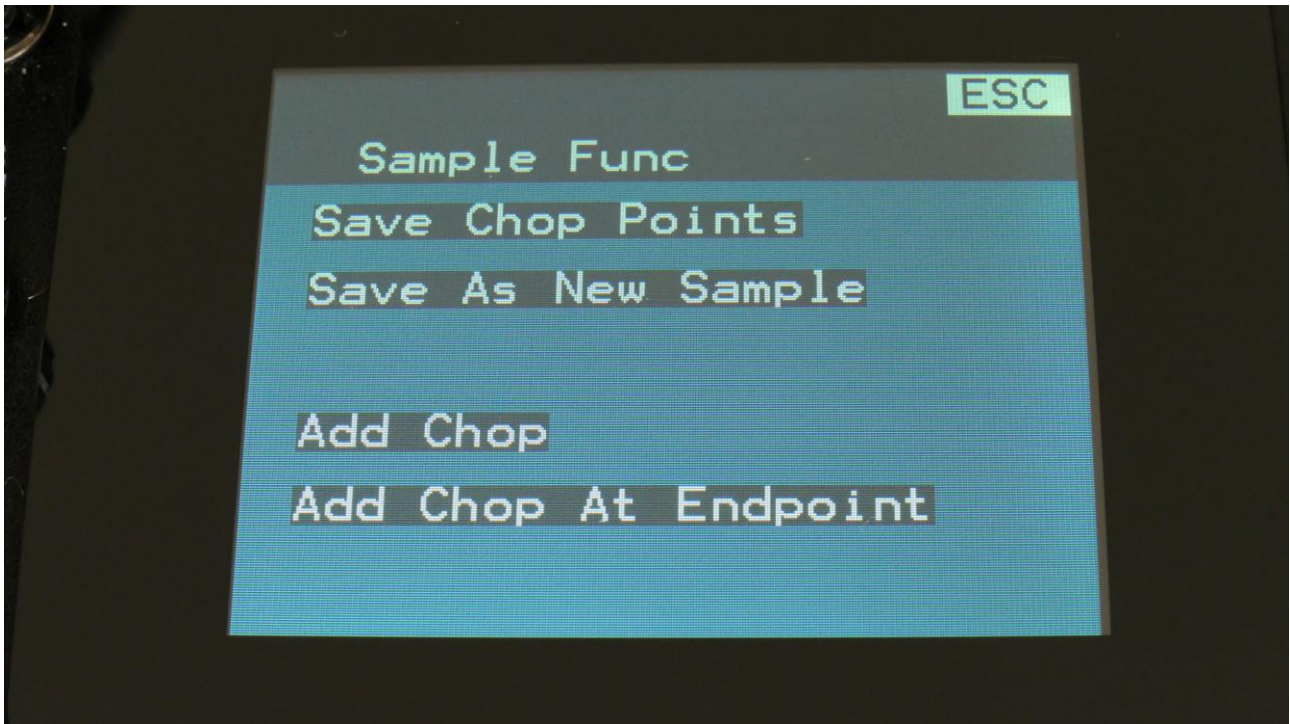 ESC
Sample Func
Save Chop Points
Save As New Sample
Add Chop
Add Chop At Endpoint